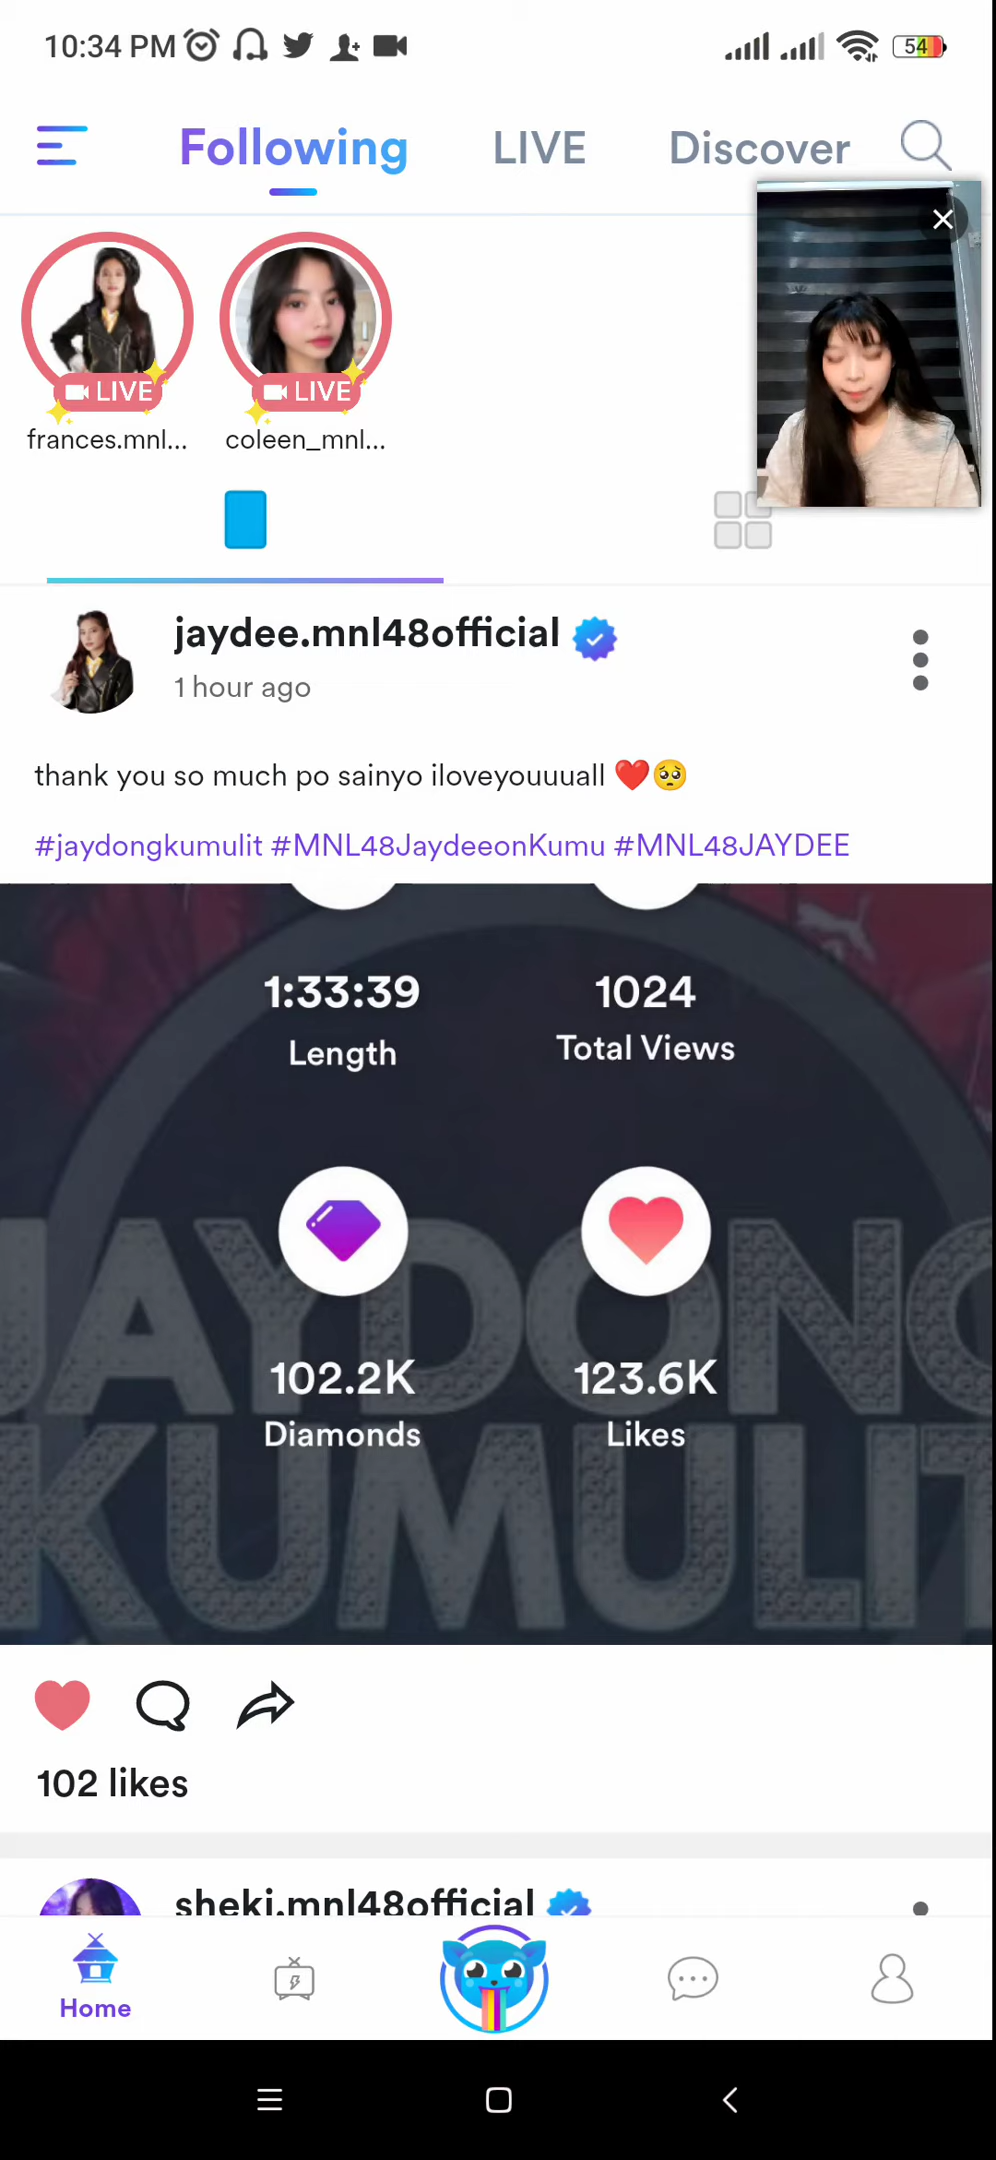 10:34 PM
54
Following LIVE Discover
LIVE LIVE
frances.mnl... coleen_mnl...
jaydee.mnl48official
1 hour ago
thank you so much po sainyo iloveyouuuall ❤️🥺
#jaydongkumulit #MNL48JaydeeonKumu #MNL48JAYDEE
1:33:39 1024
Length Total Views
JAYDONG
102.2K 123.6K
Diamonds Likes
KUMULIT
102 likes
sheki.mnl48official
Home